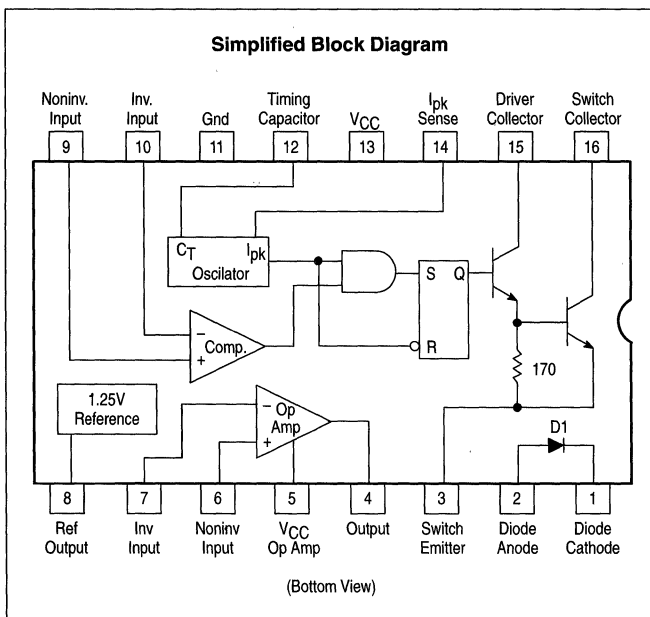 Simplified Block Diagram
Noninv. Input
Inv. Input
Gnd
Timing Capacitor
VCC
Ipk Sense
Driver Collector
Switch Collector
9
10
11
12
13
14
15
16
CT
Ipk
Oscilator
S
Q
R
−
+
Comp.
170
1.25V
Reference
−
Op
Amp
+
D1
8
7
6
5
4
3
2
1
Ref Output
Inv Input
Noninv Input
VCC Op Amp
Output
Switch Emitter
Diode Anode
Diode Cathode
(Bottom View)